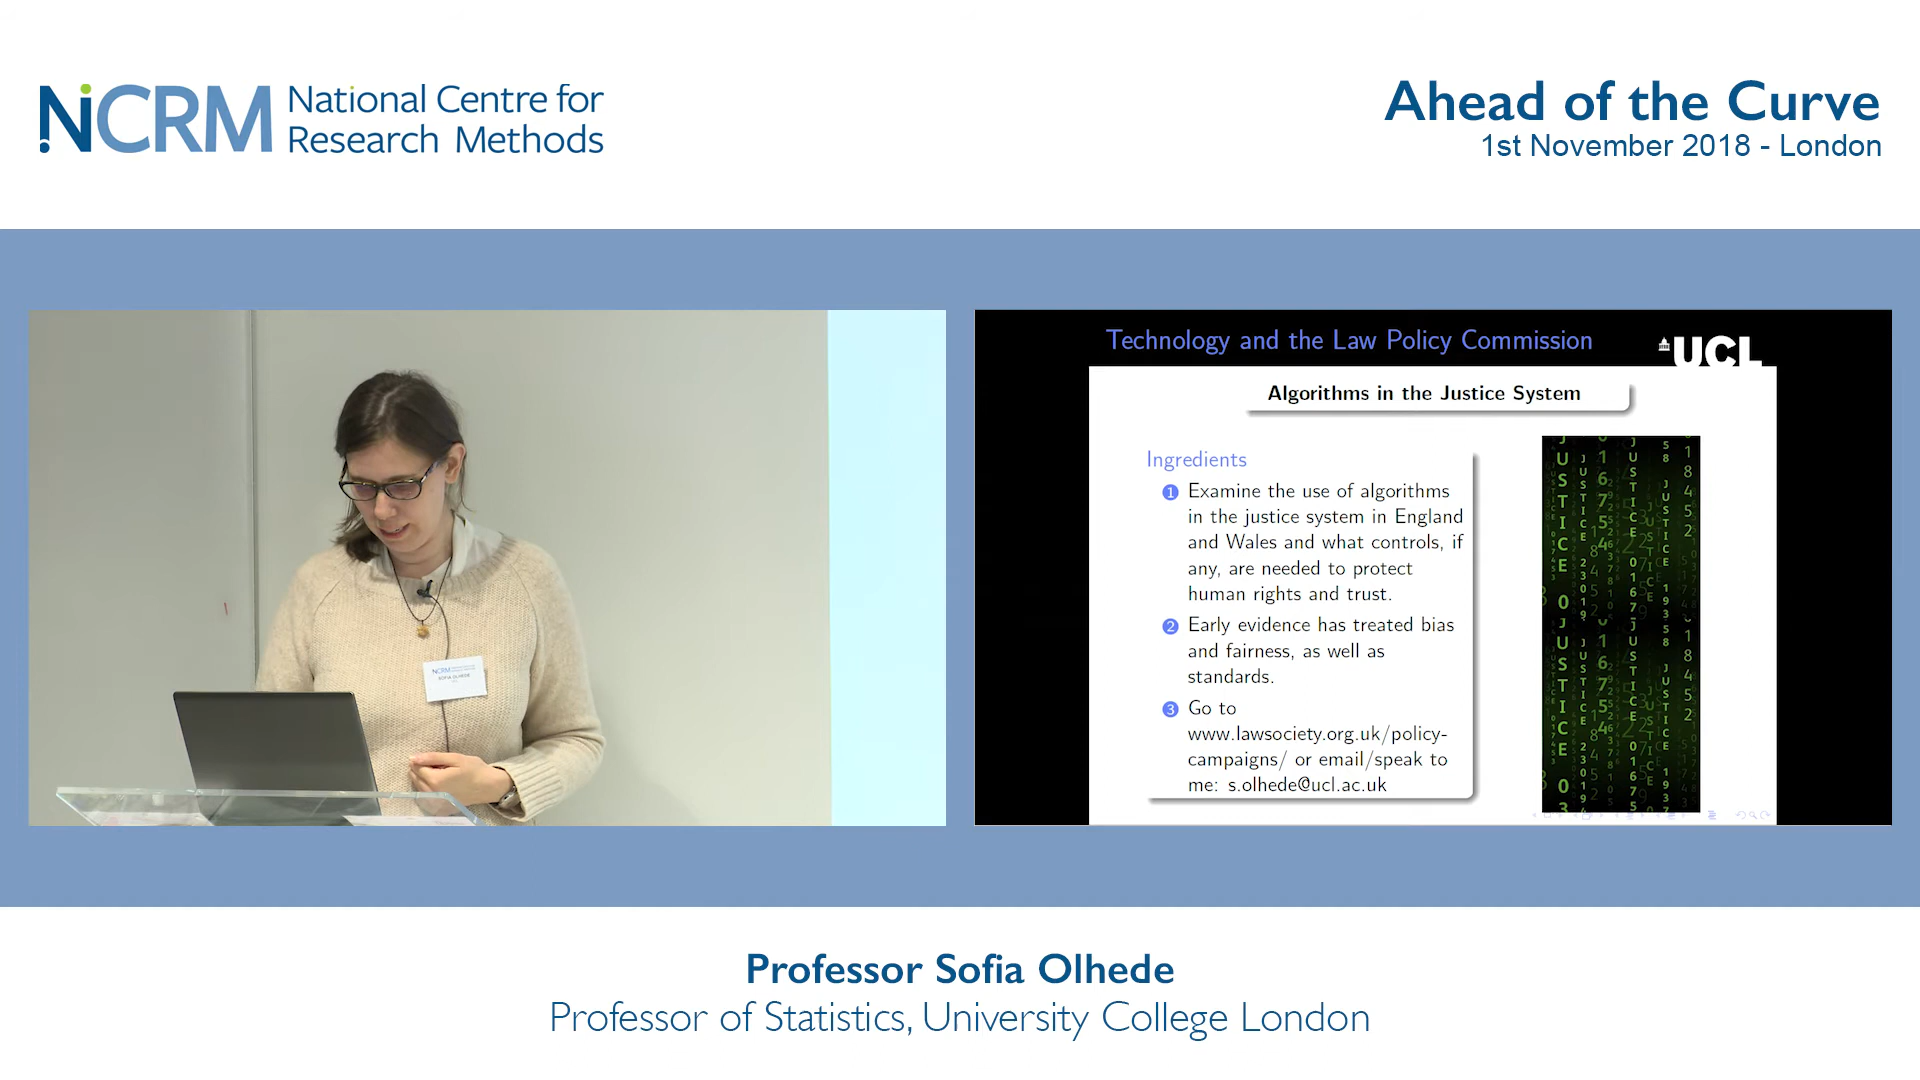 NCRM National Centre for
Research Methods
Ahead of the Curve
1st November 2018 - London
NCRM
SOFIA OLHEDE
Technology and the Law Policy Commission
UCL
Algorithms in the Justice System
Ingredients
1 Examine the use of algorithms
in the justice system in England
and Wales and what controls, if
any, are needed to protect
human rights and trust.
2 Early evidence has treated bias
and fairness, as well as
standards.
3 Go to
www.lawsociety.org.uk/policy-
campaigns/ or email/speak to
me: s.olhede@ucl.ac.uk
JUSTICE
Professor Sofia Olhede
Professor of Statistics, University College London